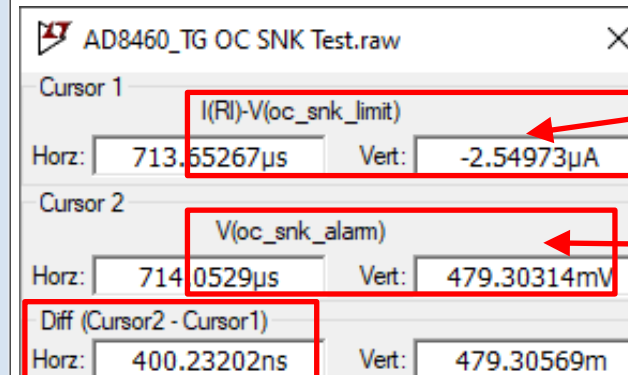 AD8460_TG OC SNK Test.raw
Cursor 1
I(Rl)-V(oc_snk_limit)
Horz: 713.65267µs Vert: -2.54973µA
Cursor 2
V(oc_snk_alarm)
Horz: 714.0529µs Vert: 479.30314mV
Diff (Cursor2 - Cursor1)
Horz: 400.23202ns Vert: 479.30569m